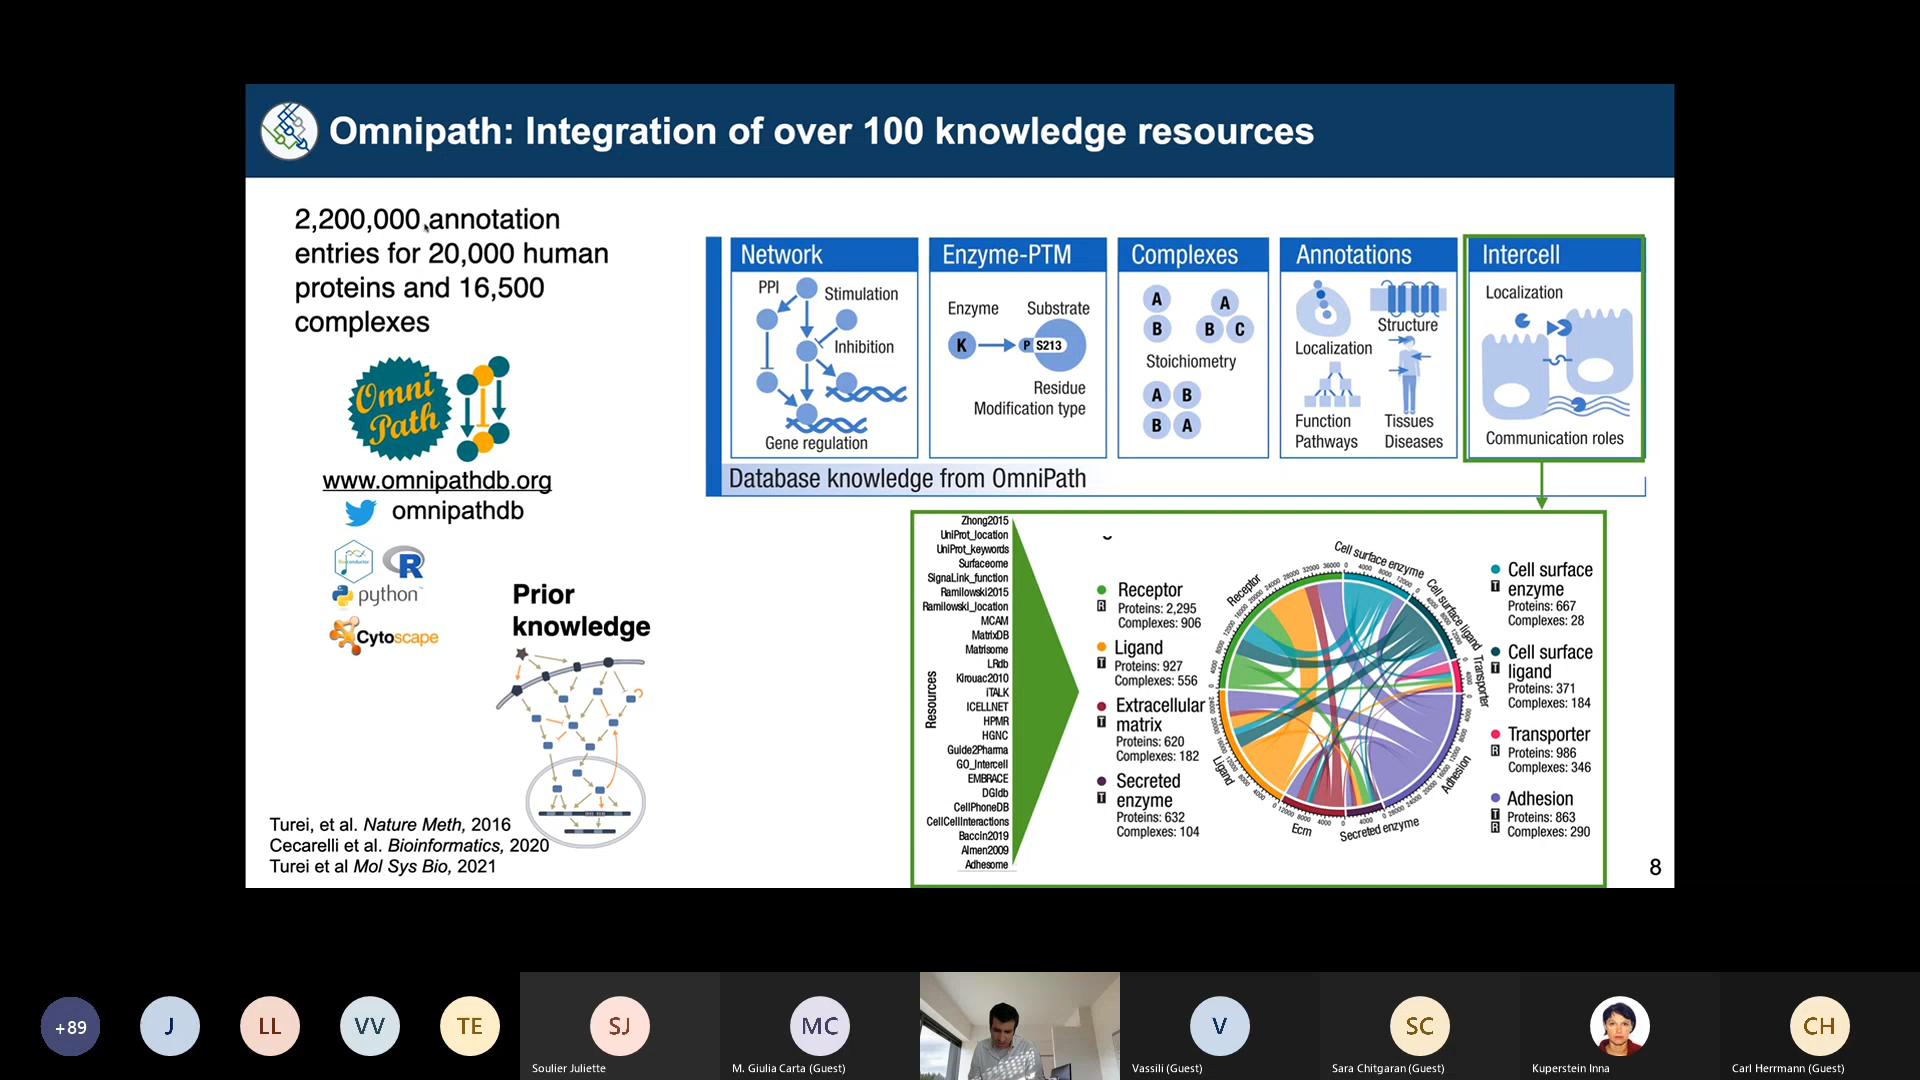 Omnipath: Integration of over 100 knowledge resources
2,200,000 annotation
entries for 20,000 human
proteins and 16,500
complexes
Omni
Path
www.omnipathdb.org
omnipathdb
R
python
Cytoscape
Prior
knowledge
Turei, et al. Nature Meth, 2016
Cecarelli et al. Bioinformatics, 2020
Turei et al Mol Sys Bio, 2021
Network
PPI
Stimulation
Inhibition
Gene regulation
Enzyme-PTM
Enzyme
Substrate
K
P
S213
Residue
Modification type
Complexes
A
A
B
B
C
Stoichiometry
A
B
B
A
Annotations
Structure
Localization
Function
Pathways
Tissues
Diseases
Intercell
Localization
Communication roles
Database knowledge from OmniPath
Resources
Zhong2015
UniProt_location
UniProt_keywords
Surfaceome
SignaLink_function
Ramilowski2015
Ramilowski_location
MCAM
MatrixDB
Matrisome
LRdb
Kirouac2010
iTALK
ICELLNET
HPMR
HGNC
Guide2Pharma
GO_Intercell
EMBRACE
DGIdb
CellPhoneDB
CellCellInteractions
Baccin2019
Almen2009
Adhesome
Receptor
R
Proteins: 2,295
Complexes: 906
Ligand
T
Proteins: 927
Complexes: 556
Extracellular
T
matrix
Proteins: 620
Complexes: 182
Secreted
T
enzyme
Proteins: 632
Complexes: 104
Cell surface enzyme
Cell surface ligand
Transporter
Adhesion
Secreted enzyme
Ecm
Ligand
Receptor
Cell surface
T
enzyme
Proteins: 667
Complexes: 28
Cell surface
T
ligand
Proteins: 371
Complexes: 184
Transporter
R
Proteins: 986
Complexes: 346
Adhesion
T
Proteins: 863
R
Complexes: 290
8
+89
J
LL
VV
TE
SJ
Soulier Juliette
MC
M. Giulia Carta (Guest)
V
Vassili (Guest)
SC
Sara Chitgaran (Guest)
Kuperstein Inna
CH
Carl Herrmann (Guest)